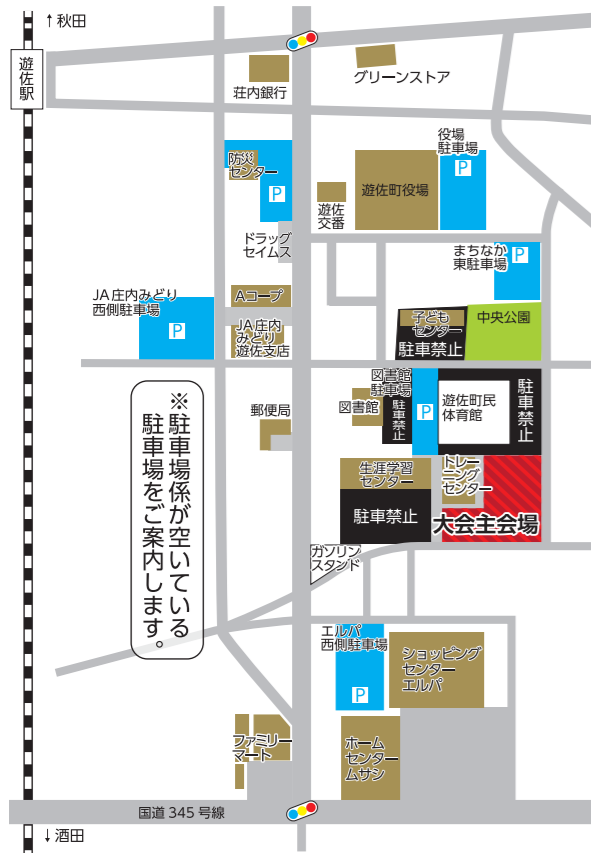 ↑秋田
遊佐駅
荘内銀行
グリーンストア
防災
センター
P
役場
駐車場
P
遊佐町役場
遊佐
交番
ドラッグ
セイムス
まちなか
東駐車場
P
JA庄内みどり
西側駐車場
P
Aコープ
JA庄内
みどり
遊佐支店
子ども
センター
駐車禁止
中央公園
図書館
駐車場
P
図書館
駐車禁止
遊佐町民
体育館
駐車禁止
郵便局
※駐車場係が空いている
駐車場をご案内します。
生涯学習
センター
駐車禁止
トレー
ニング
センター
大会主会場
ガソリン
スタンド
エルパ
西側駐車場
P
ショッピング
センター
エルパ
ファミリー
マート
ホーム
センター
ムサシ
国道345号線
↓酒田